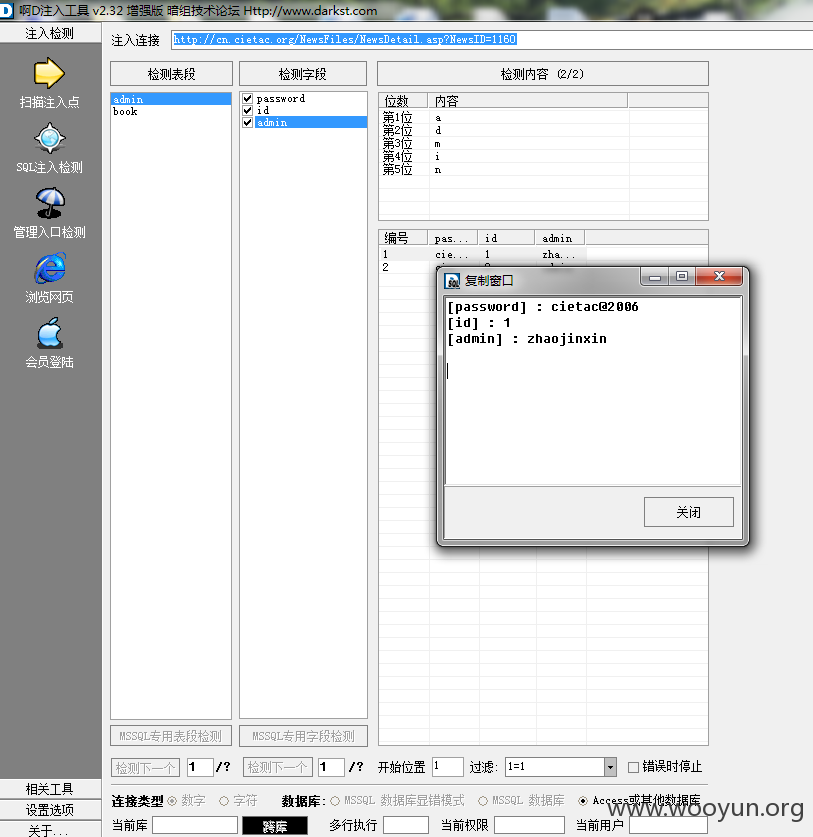 啊D注入工具 v2.32 增强版 暗组技术论坛 Http://www.darkst.com
注入检测
注入连接 http://cn.cietac.org/NewsFiles/NewsDetail.asp?NewsID=1160
扫描注入点
SQL注入检测
管理入口检测
浏览网页
会员登陆
相关工具
设置选项
关于...
检测表段
admin
book
检测字段
password
id
admin
检测内容 (2/2)
位数 内容
第1位 a
第2位 d
第3位 m
第4位 i
第5位 n
编号 pas... id admin
1 cie... 1 zha...
2
复制窗口
[password] : cietac@2006
[id] : 1
[admin] : zhaojinxin
关闭
MSSQL专用表段检测 MSSQL专用字段检测
检测下一个 1 /? 检测下一个 1 /? 开始位置 1 过滤: 1=1 错误时停止
连接类型 数字 字符 数据库: MSSQL 数据库显错模式 MSSQL 数据库 Access或其他数据库
当前库 跨库 多行执行 当前权限 当前用户
www.wooyun.org